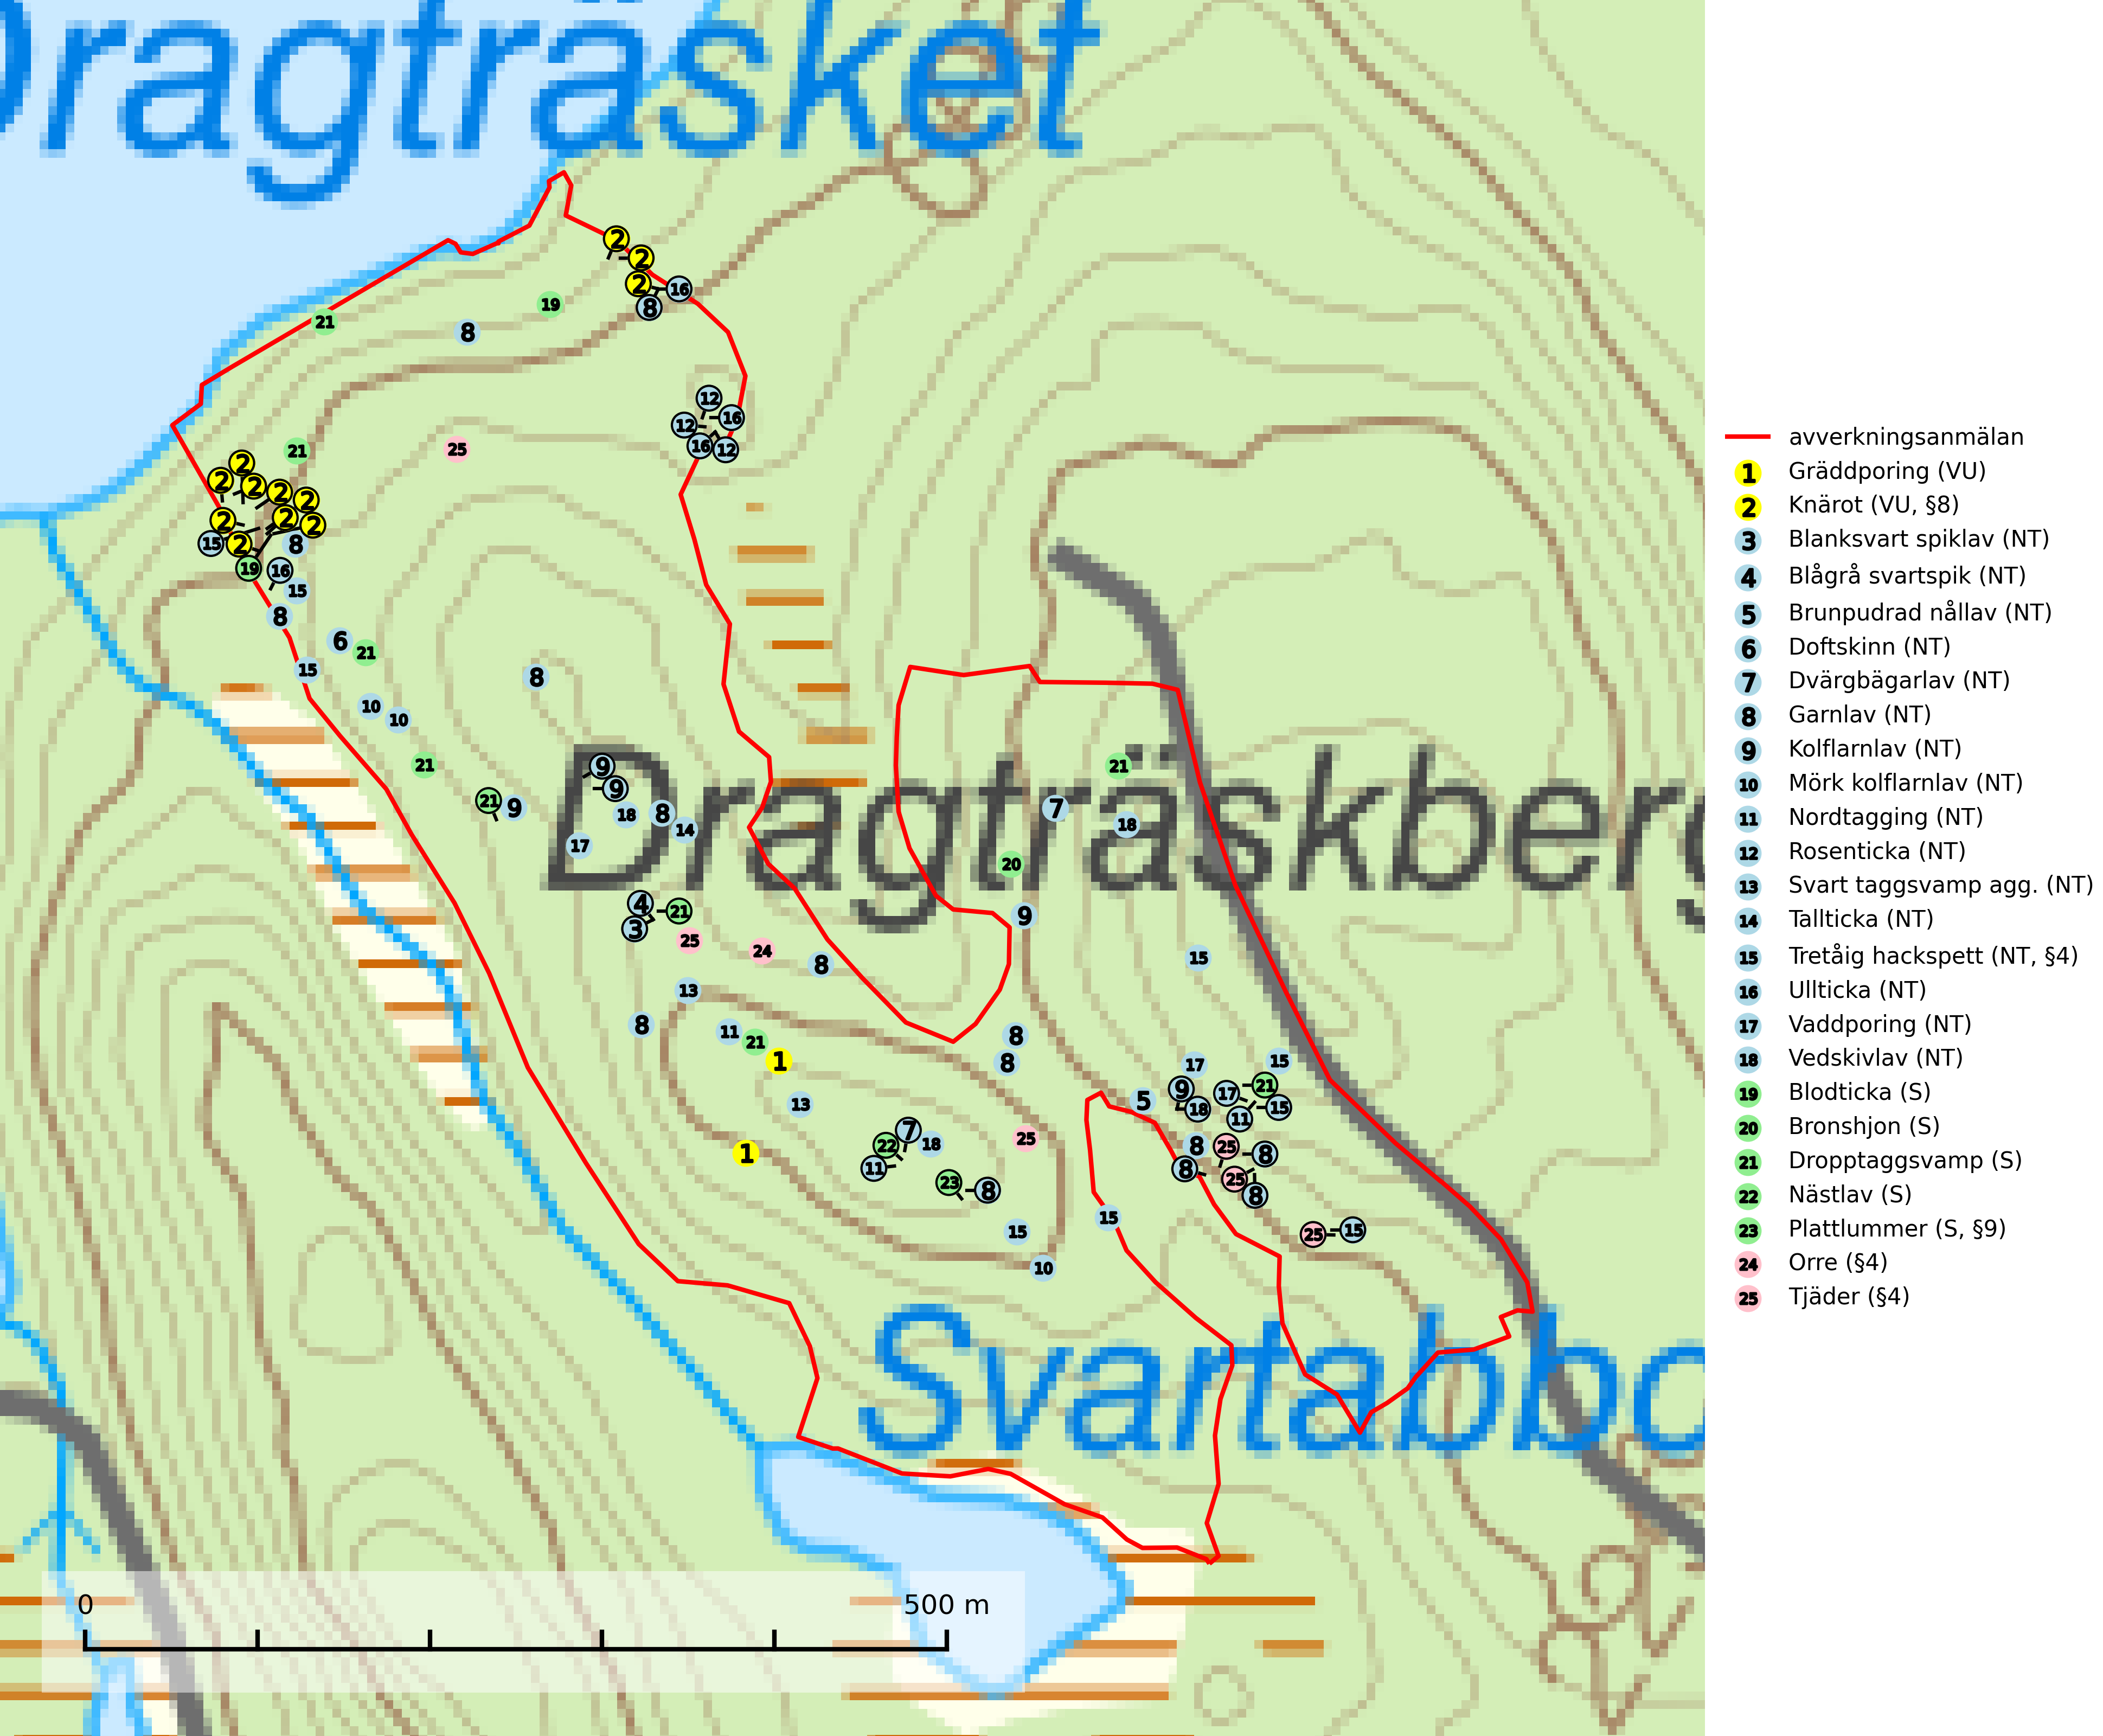 Dragträsket
Dragträskberg
Svartabbo
0 500 m
avverkningsanmälan
1 Gräddporing (VU)
2 Knärot (VU, §8)
3 Blanksvart spiklav (NT)
4 Blågrå svartspik (NT)
5 Brunpudrad nållav (NT)
6 Doftskinn (NT)
7 Dvärgbägarlav (NT)
8 Garnlav (NT)
9 Kolflarnlav (NT)
10 Mörk kolflarnlav (NT)
11 Nordtagging (NT)
12 Rosenticka (NT)
13 Svart taggsvamp agg. (NT)
14 Tallticka (NT)
15 Tretåig hackspett (NT, §4)
16 Ullticka (NT)
17 Vaddporing (NT)
18 Vedskivlav (NT)
19 Blodticka (S)
20 Bronshjon (S)
21 Dropptaggsvamp (S)
22 Nästlav (S)
23 Plattlummer (S, §9)
24 Orre (§4)
25 Tjäder (§4)